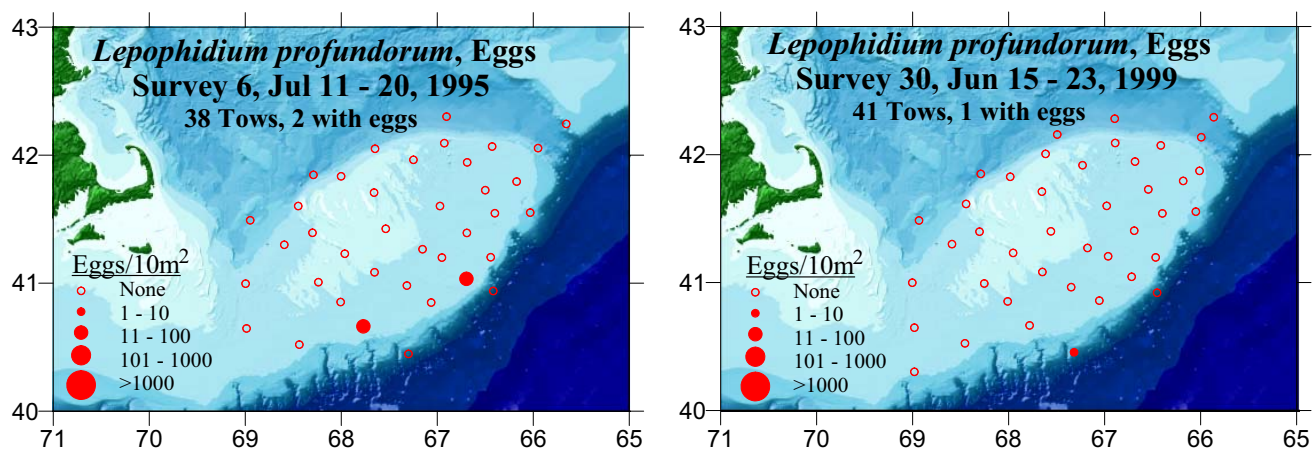 Lepophidium profundorum, Eggs
Survey 6, Jul 11 - 20, 1995
38 Tows, 2 with eggs
Eggs/10m²
None
1 - 10
11 - 100
101 - 1000
>1000
43
42
41
40
71 70 69 68 67 66 65
Lepophidium profundorum, Eggs
Survey 30, Jun 15 - 23, 1999
41 Tows, 1 with eggs
Eggs/10m²
None
1 - 10
11 - 100
101 - 1000
>1000
43
42
41
40
71 70 69 68 67 66 65